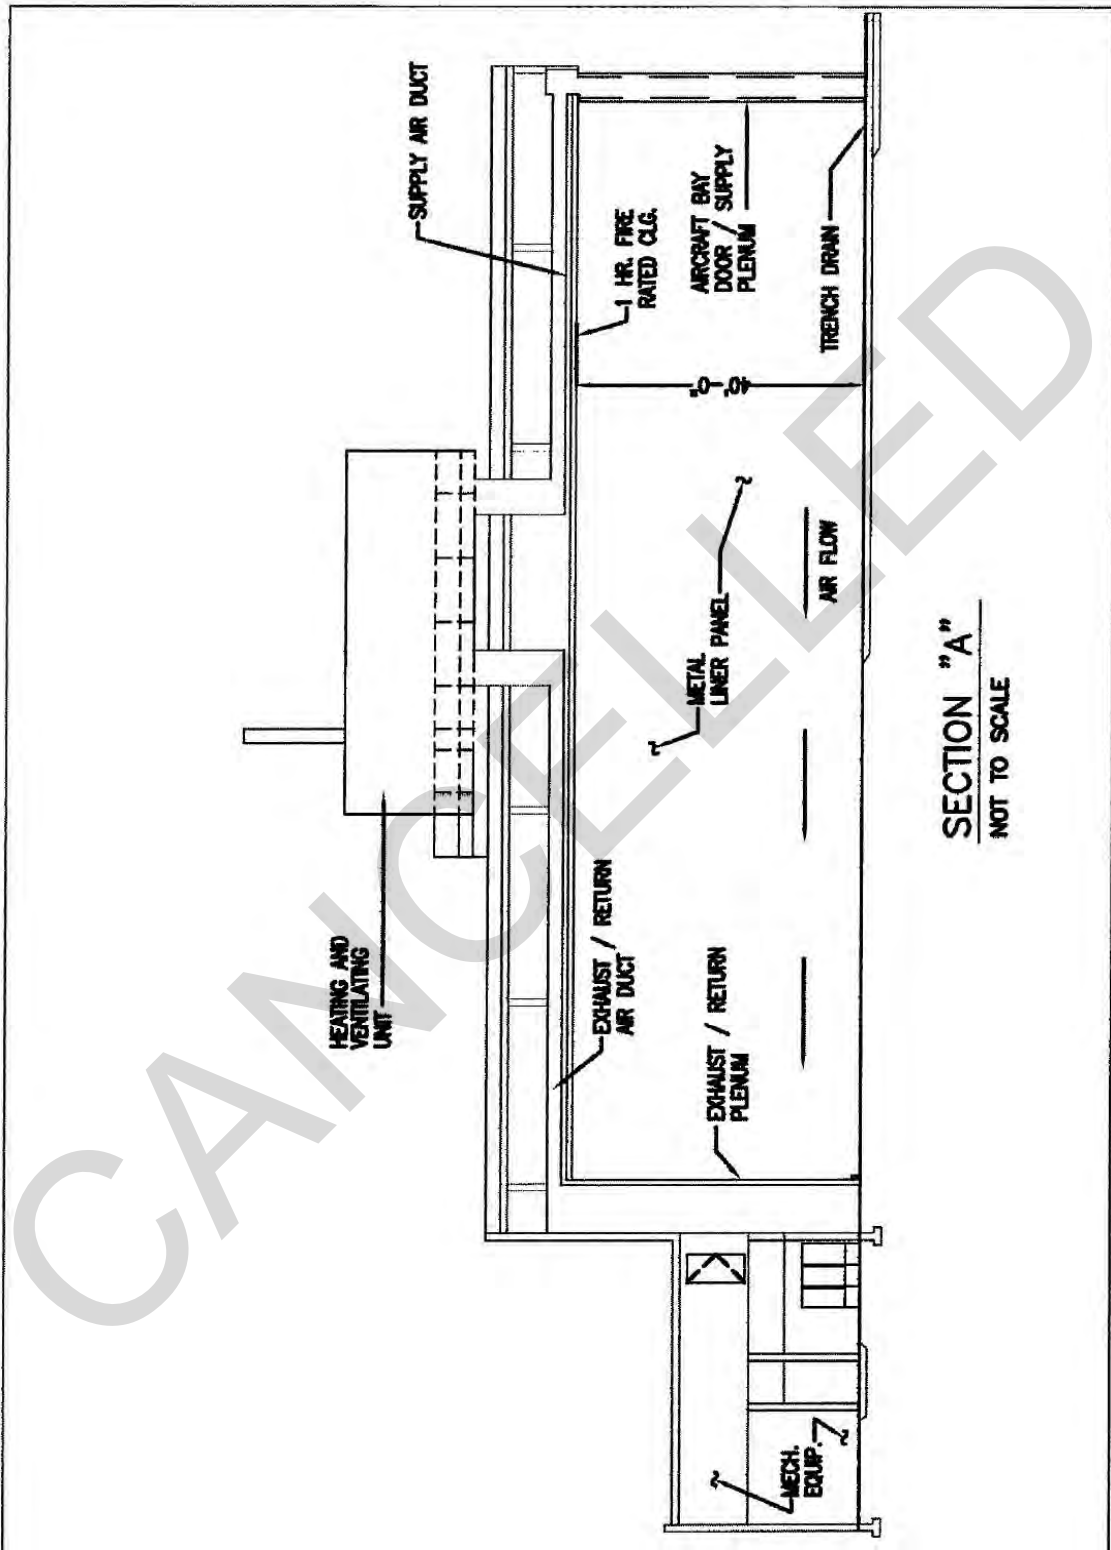 SUPPLY AIR DUCT
1 HR. FIRE
RATED CLG.
AIRCRAFT BAY
DOOR / SUPPLY
PLENUM
TRENCH DRAIN
40'-0"
HEATING AND
VENTILATING
UNIT
METAL
LINER PANEL
AIR FLOW
EXHAUST / RETURN
AIR DUCT
EXHAUST / RETURN
PLENUM
MECH.
EQUIP.
SECTION "A"
NOT TO SCALE
CANCELLED